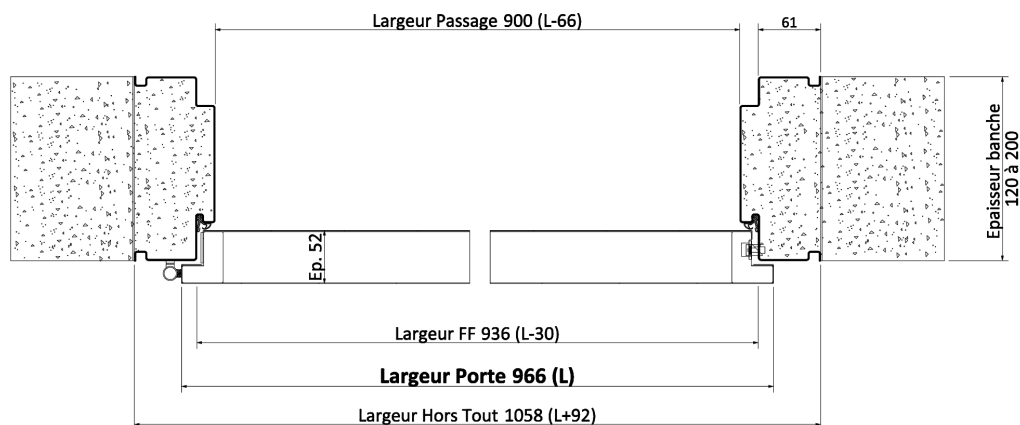 Largeur Passage 900 (L-66)
61
Epaisseur banche
120 à 200
Ep. 52
Largeur FF 936 (L-30)
Largeur Porte 966 (L)
Largeur Hors Tout 1058 (L+92)